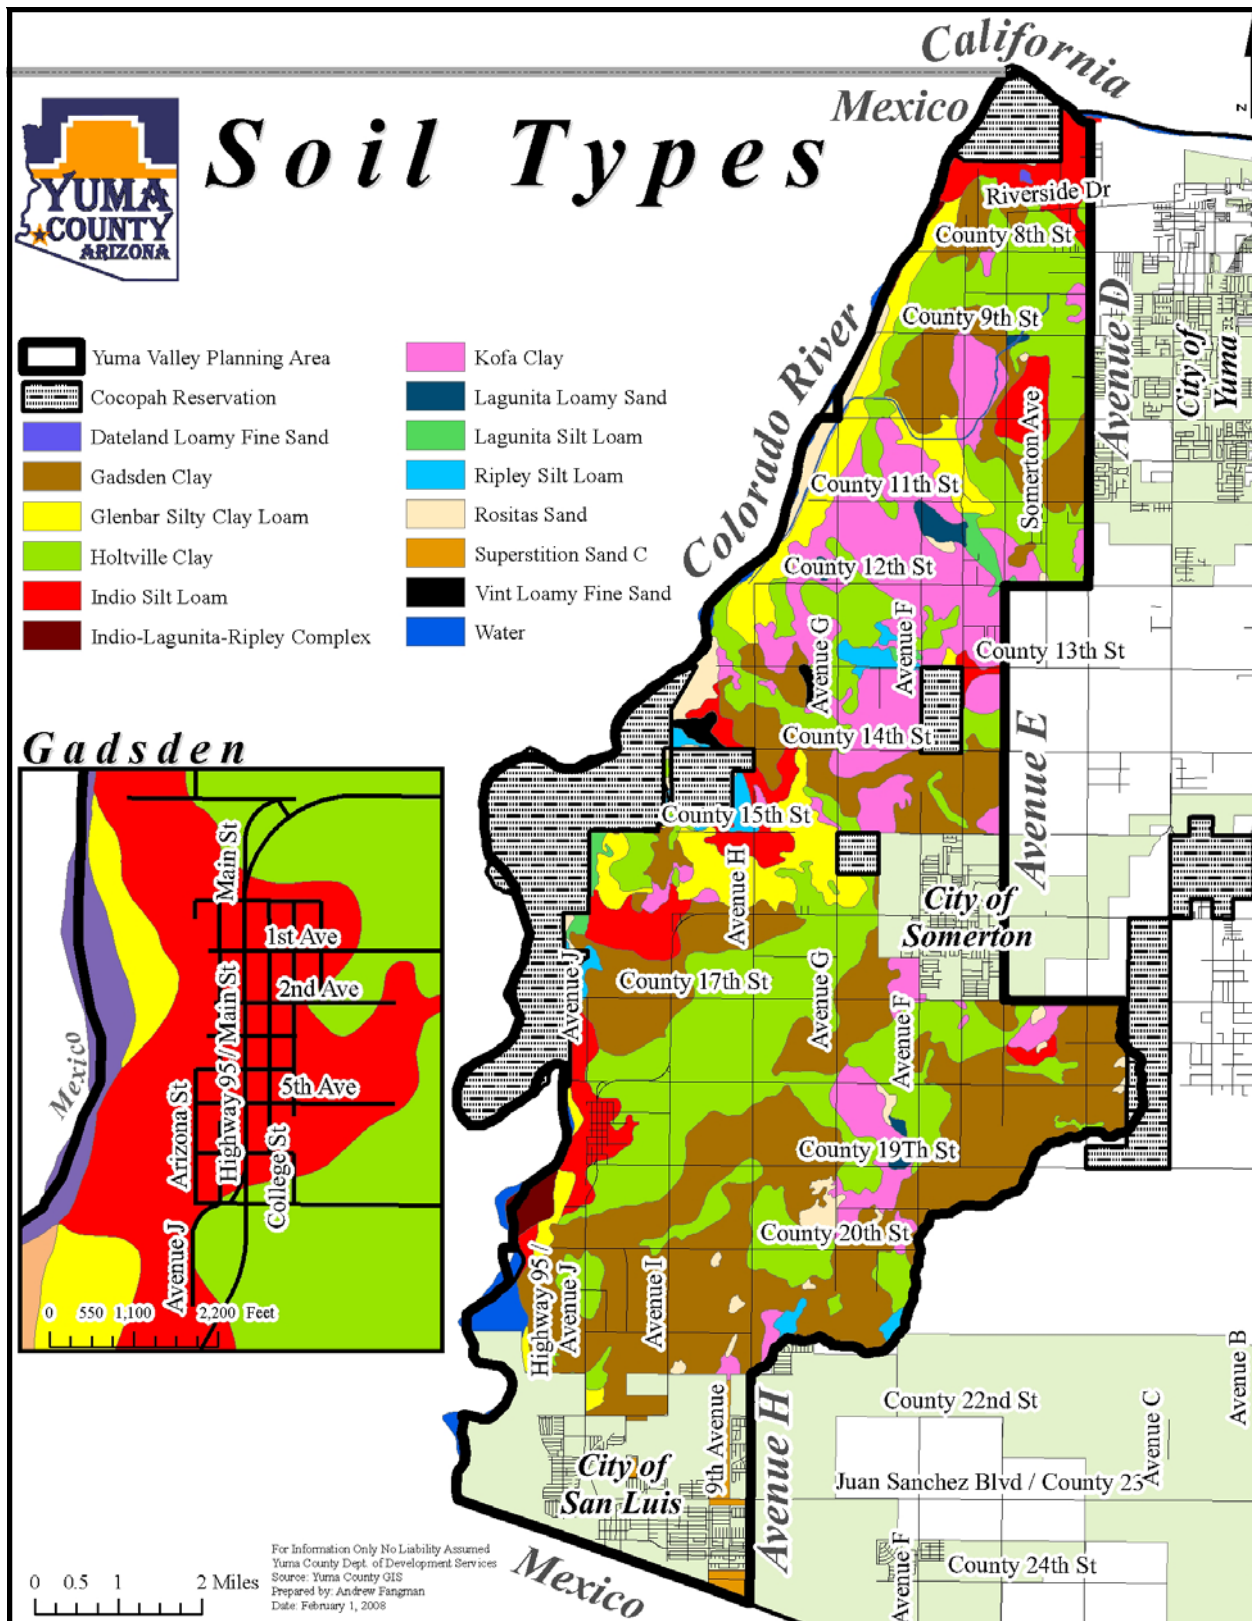 California
Mexico
Soil Types
YUMA
COUNTY
ARIZONA
N
Yuma Valley Planning Area
Cocopah Reservation
Dateland Loamy Fine Sand
Gadsden Clay
Glenbar Silty Clay Loam
Holtville Clay
Indio Silt Loam
Indio-Lagunita-Ripley Complex
Kofa Clay
Lagunita Loamy Sand
Lagunita Silt Loam
Ripley Silt Loam
Rositas Sand
Superstition Sand C
Vint Loamy Fine Sand
Water
Riverside Dr
County 8th St
County 9th St
Colorado River
Avenue D
City of
Yuma
Somerton Ave
County 11th St
County 12th St
Avenue G
Avenue F
County 13th St
County 14th St
Avenue E
County 15th St
Avenue H
City of
Somerton
Avenue J
County 17th St
Avenue G
Avenue F
County 19Th St
County 20th St
Highway 95 /
Avenue J
Avenue I
9th Avenue
Avenue H
County 22nd St
Avenue C
Avenue B
Juan Sanchez Blvd / County 23
City of
San Luis
Avenue F
County 24th St
Mexico
Gadsden
Main St
1st Ave
2nd Ave
Highway 95 / Main St
5th Ave
Arizona St
College St
Avenue J
Mexico
0 550 1,100 2,200 Feet
For Information Only No Liability Assumed
Yuma County Dept. of Development Services
Source: Yuma County GIS
Prepared by: Andrew Fangman
Date: February 1, 2008
0 0.5 1 2 Miles